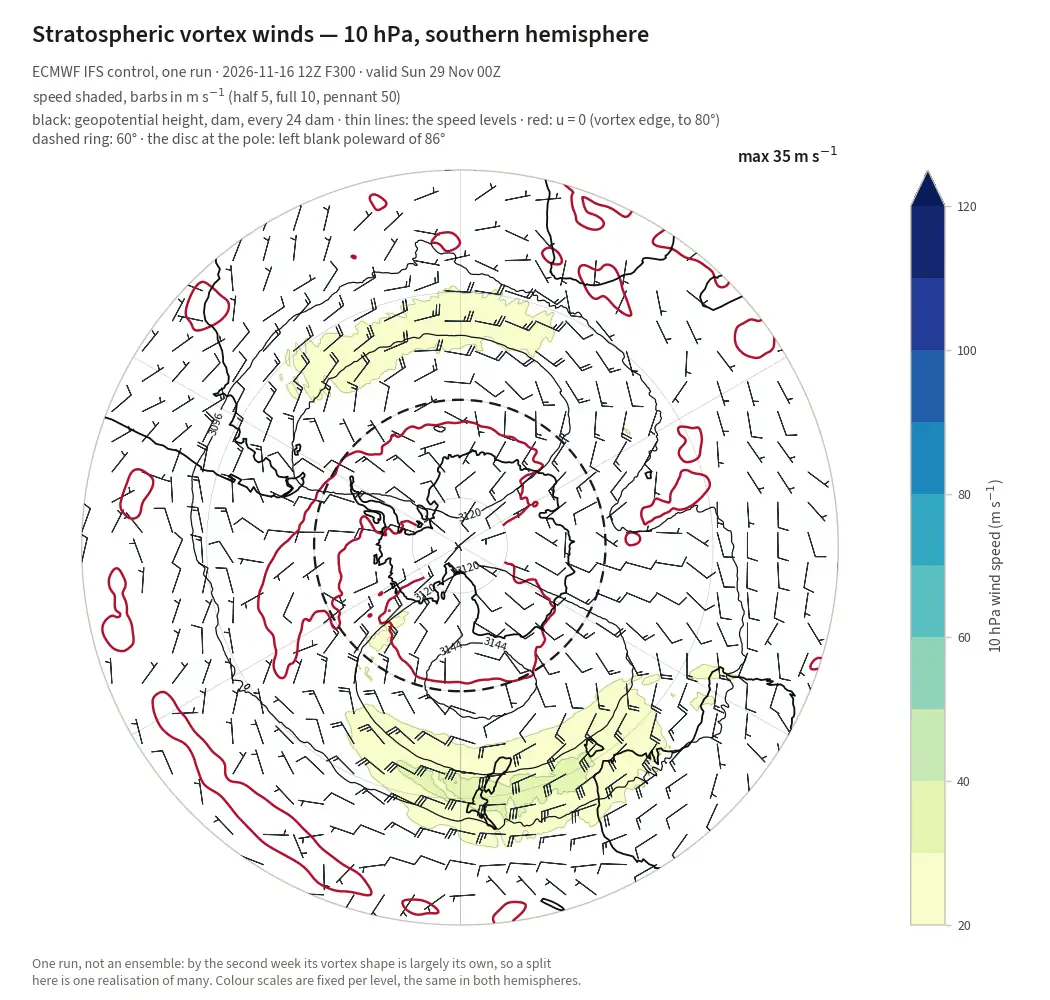 Stratospheric vortex winds — 10 hPa, southern hemisphere
ECMWF IFS control, one run · 2026-11-16 12Z F300 · valid Sun 29 Nov 00Z
speed shaded, barbs in m s⁻¹ (half 5, full 10, pennant 50)
black: geopotential height, dam, every 24 dam · thin lines: the speed levels · red: u = 0 (vortex edge, to 80°)
dashed ring: 60° · the disc at the pole: left blank poleward of 86°
max 35 m s⁻¹
120
100
80
60
40
20
10 hPa wind speed (m s⁻¹)
3096
3120
3120
3120
3144
3144
20
One run, not an ensemble: by the second week its vortex shape is largely its own, so a split
here is one realisation of many. Colour scales are fixed per level, the same in both hemispheres.